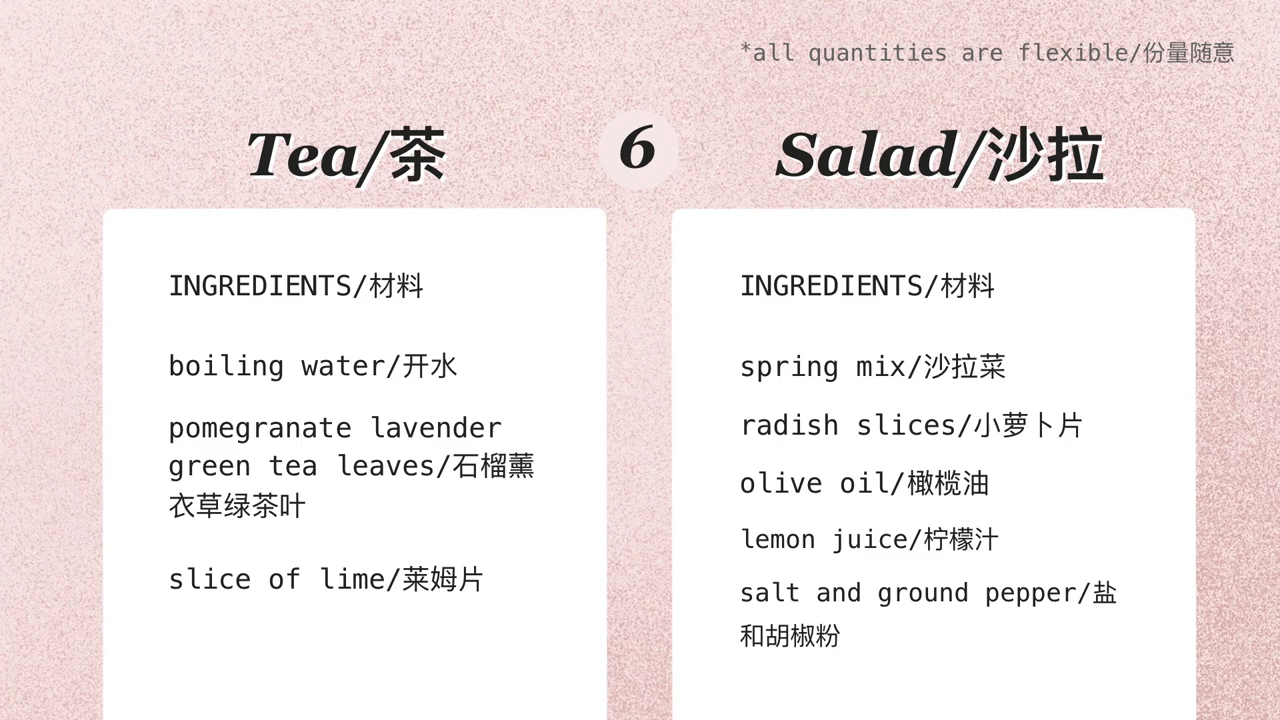 *all quantities are flexible/份量随意
Tea/茶
6
Salad/沙拉
INGREDIENTS/材料
boiling water/开水
pomegranate lavender
green tea leaves/石榴薰
衣草绿茶叶
slice of lime/莱姆片
INGREDIENTS/材料
spring mix/沙拉菜
radish slices/小萝卜片
olive oil/橄榄油
lemon juice/柠檬汁
salt and ground pepper/盐
和胡椒粉